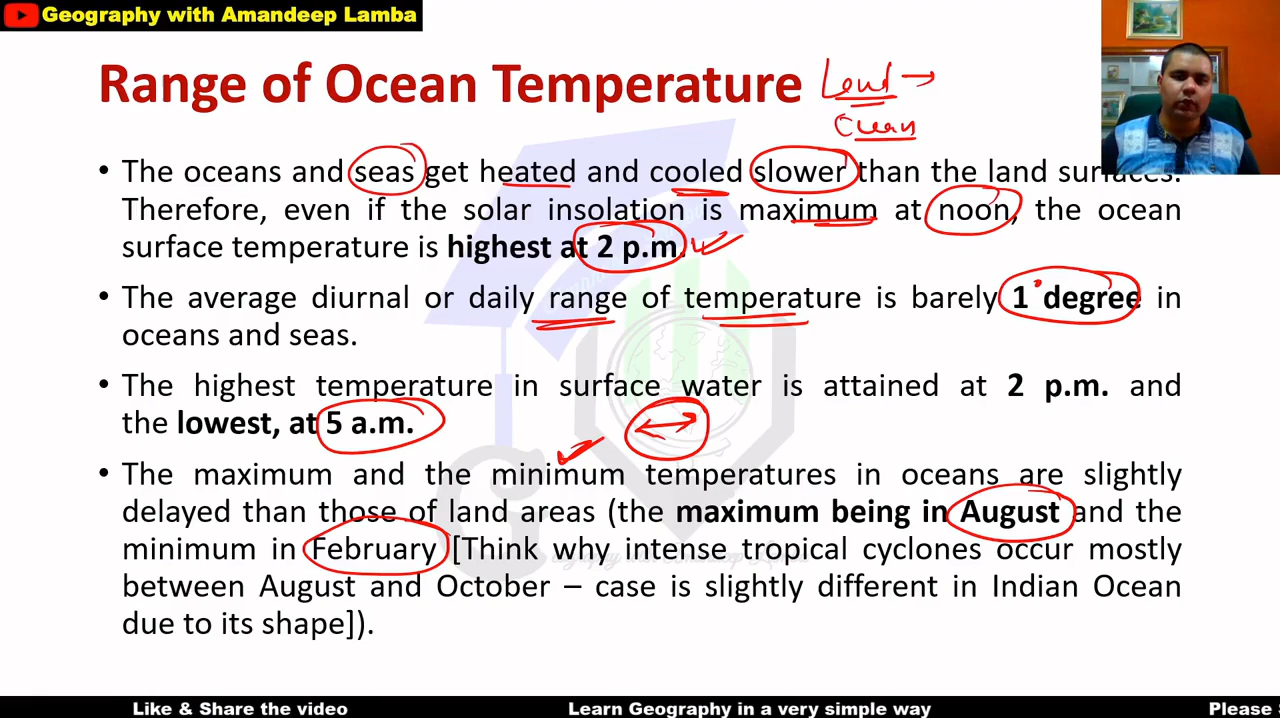 Geography with Amandeep Lamba
Range of Ocean Temperature
Land →
Ocean
• The oceans and seas get heated and cooled slower than the land surfaces.
Therefore, even if the solar insolation is maximum at noon, the ocean
surface temperature is highest at 2 p.m.
• The average diurnal or daily range of temperature is barely 1 degree in
oceans and seas.
• The highest temperature in surface water is attained at 2 p.m. and
the lowest, at 5 a.m.
• The maximum and the minimum temperatures in oceans are slightly
delayed than those of land areas (the maximum being in August and the
minimum in February [Think why intense tropical cyclones occur mostly
between August and October – case is slightly different in Indian Ocean
due to its shape]).
Like & Share the video
Learn Geography in a very simple way
Please